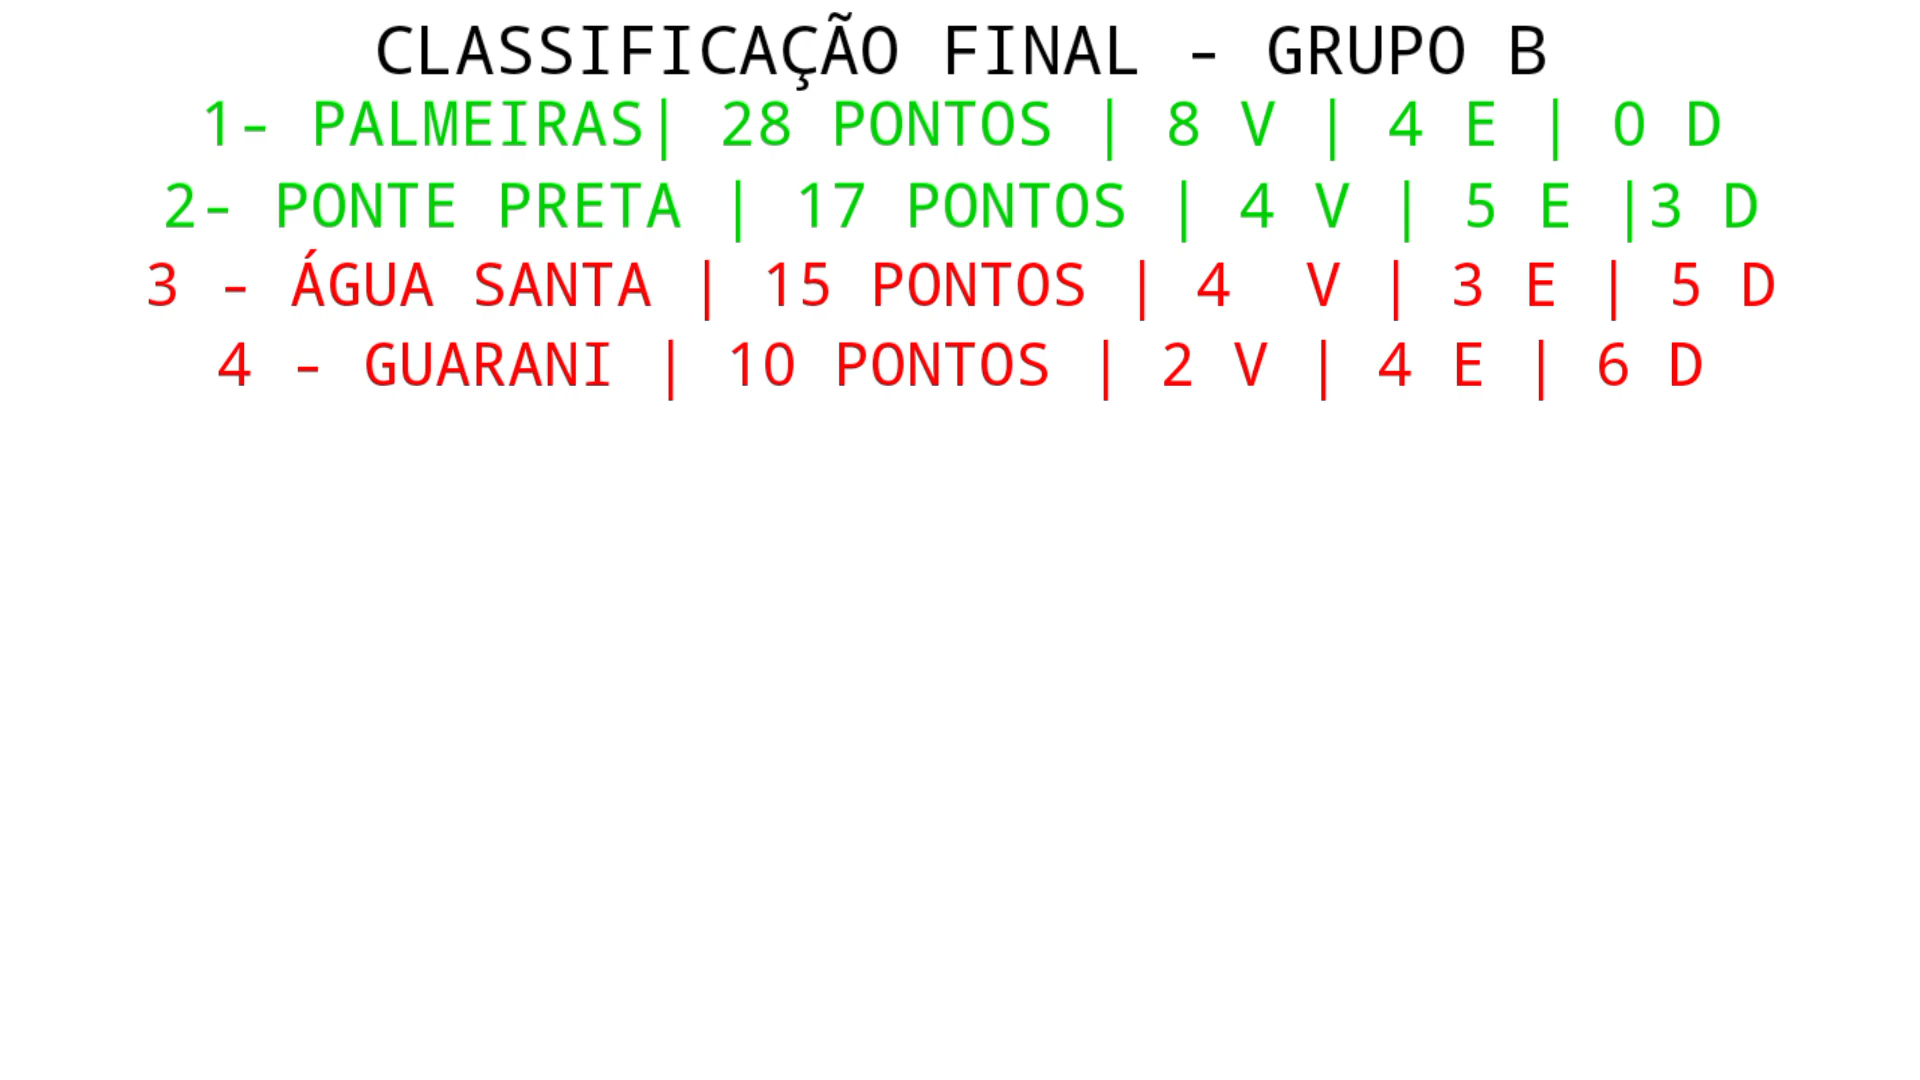 CLASSIFICAÇÃO FINAL - GRUPO B
1- PALMEIRAS| 28 PONTOS | 8 V | 4 E | 0 D
2- PONTE PRETA | 17 PONTOS | 4 V | 5 E |3 D
3 - ÁGUA SANTA | 15 PONTOS | 4  V | 3 E | 5 D
4 - GUARANI | 10 PONTOS | 2 V | 4 E | 6 D